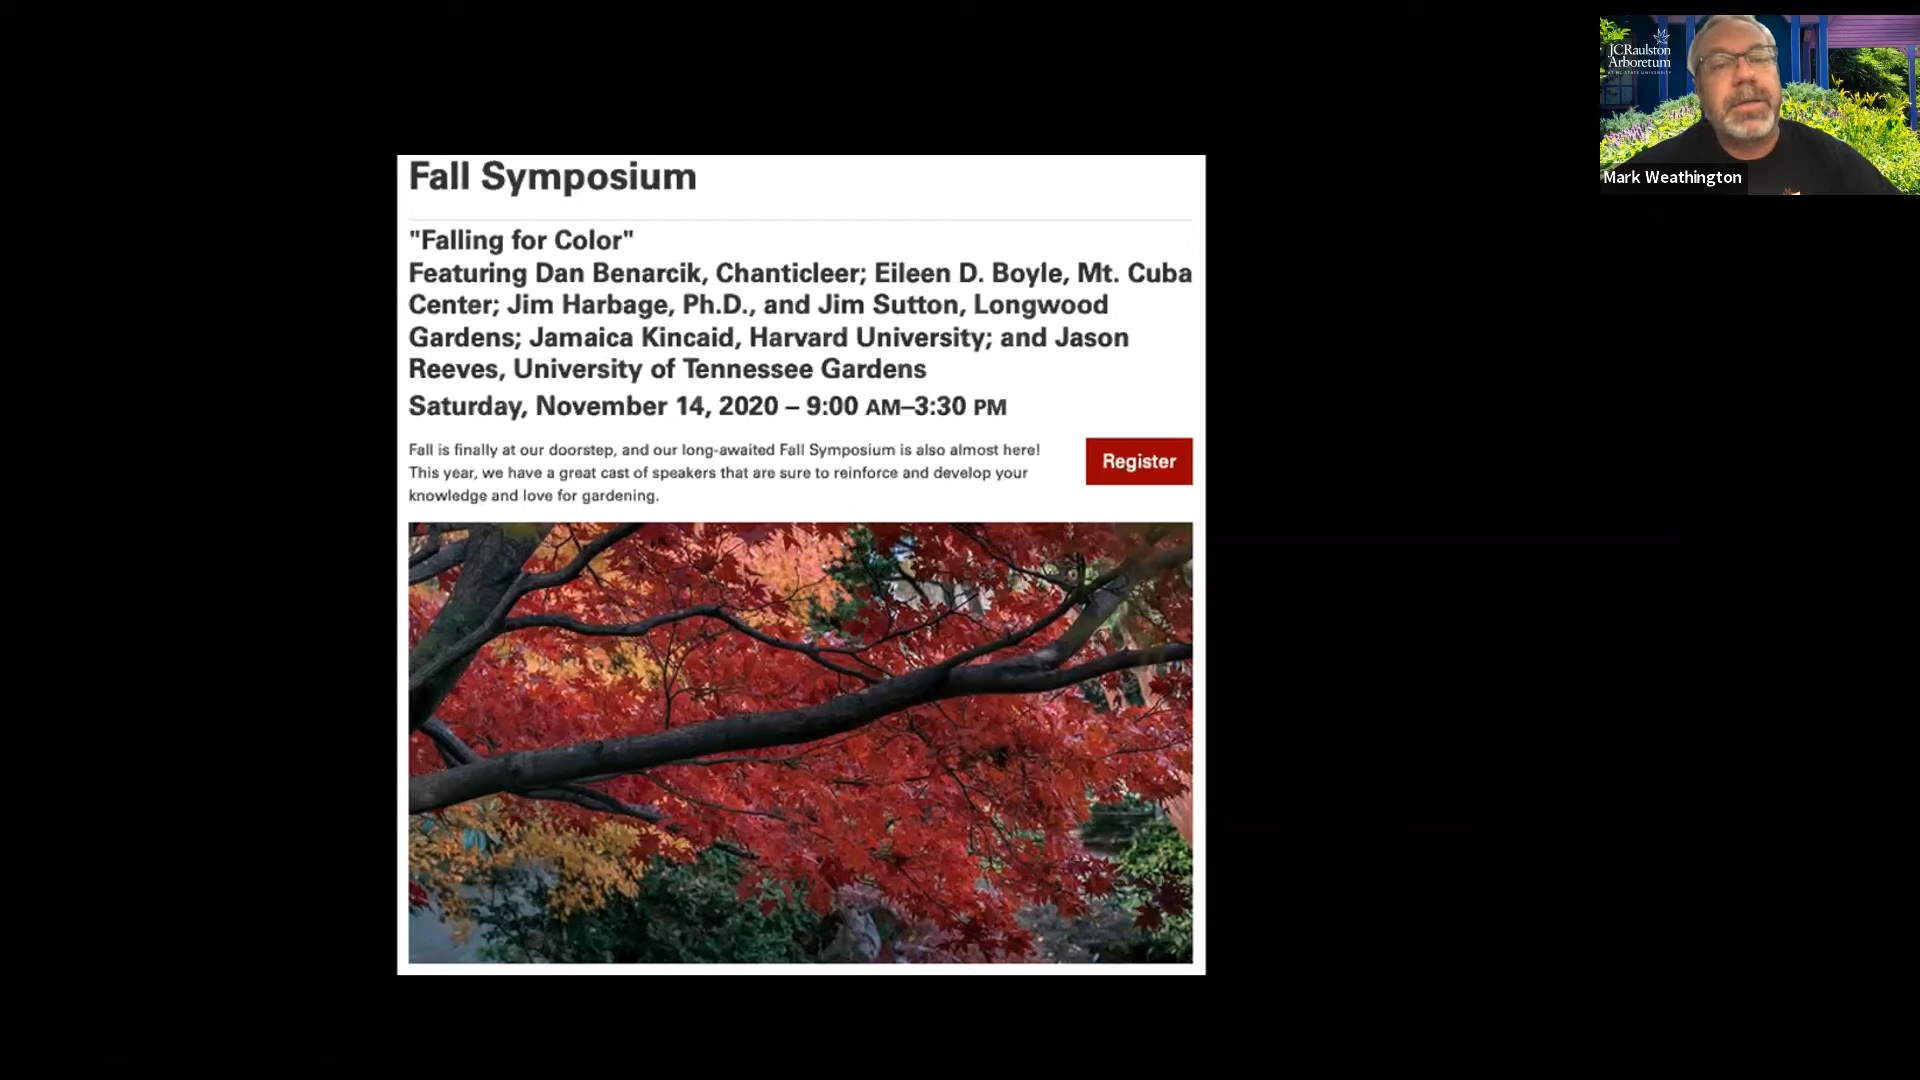 Fall Symposium
"Falling for Color"
Featuring Dan Benarcik, Chanticleer; Eileen D. Boyle, Mt. Cuba
Center; Jim Harbage, Ph.D., and Jim Sutton, Longwood
Gardens; Jamaica Kincaid, Harvard University; and Jason
Reeves, University of Tennessee Gardens
Saturday, November 14, 2020 – 9:00 AM–3:30 PM
Fall is finally at our doorstep, and our long-awaited Fall Symposium is also almost here!
This year, we have a great cast of speakers that are sure to reinforce and develop your
knowledge and love for gardening.
Register
JCRaulston
Arboretum
AT NC STATE UNIVERSITY
Mark Weathington